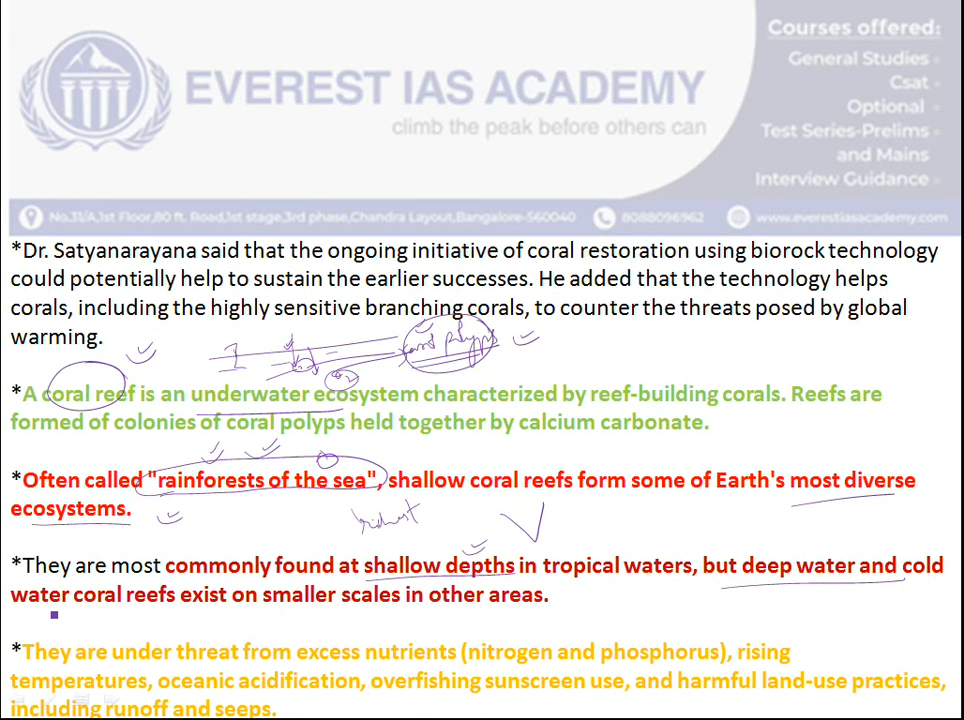 Courses offered:
General Studies
Csat
EVEREST IAS ACADEMY
Optional
climb the peak before others can
Test Series-Prelims
and Mains
Interview Guidance
No.31/A,1st Floor,80 ft. Road,1st stage,3rd phase,Chandra Layout,Bangalore-560040 8088096962 www.everestiasacademy.com
*Dr. Satyanarayana said that the ongoing initiative of coral restoration using biorock technology
could potentially help to sustain the earlier successes. He added that the technology helps
corals, including the highly sensitive branching corals, to counter the threats posed by global
warming.
polyps
*A coral reef is an underwater ecosystem characterized by reef-building corals. Reefs are
formed of colonies of coral polyps held together by calcium carbonate.
*Often called "rainforests of the sea", shallow coral reefs form some of Earth's most diverse
ecosystems.
*They are most commonly found at shallow depths in tropical waters, but deep water and cold
water coral reefs exist on smaller scales in other areas.
*They are under threat from excess nutrients (nitrogen and phosphorus), rising
temperatures, oceanic acidification, overfishing sunscreen use, and harmful land-use practices,
including runoff and seeps.